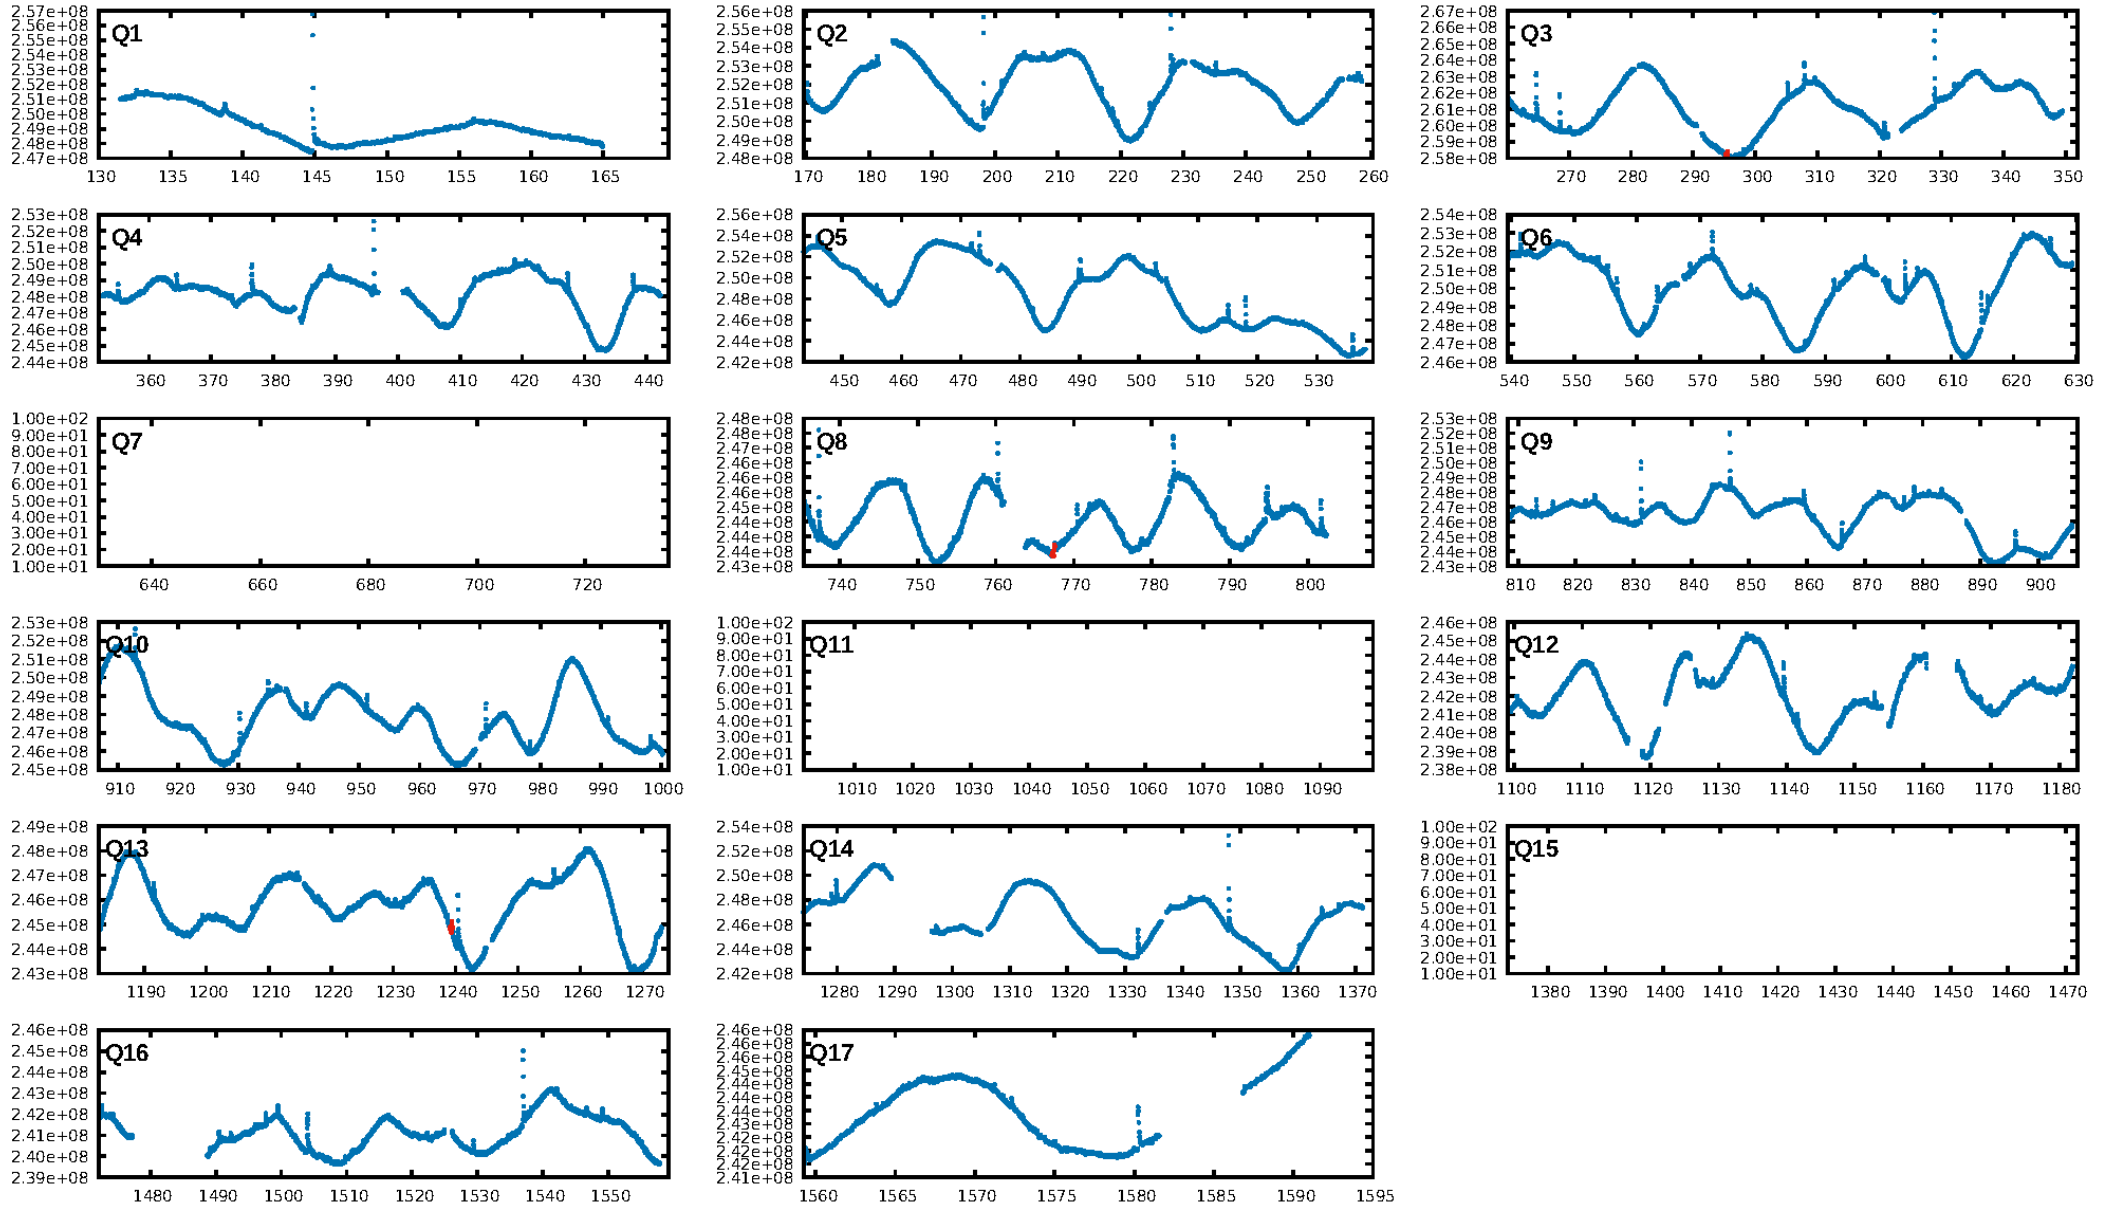 2.57e+08
2.56e+08
2.55e+08
2.54e+08
2.53e+08
2.52e+08
2.51e+08
2.50e+08
2.49e+08
2.48e+08
2.47e+08
Q1
130 135 140 145 150 155 160 165
2.56e+08
2.55e+08
2.54e+08
2.53e+08
2.52e+08
2.51e+08
2.50e+08
2.49e+08
2.48e+08
Q2
170 180 190 200 210 220 230 240 250 260
2.67e+08
2.66e+08
2.65e+08
2.64e+08
2.63e+08
2.62e+08
2.61e+08
2.60e+08
2.59e+08
2.58e+08
Q3
270 280 290 300 310 320 330 340 350
2.53e+08
2.52e+08
2.51e+08
2.50e+08
2.49e+08
2.48e+08
2.47e+08
2.46e+08
2.45e+08
2.44e+08
Q4
360 370 380 390 400 410 420 430 440
2.56e+08
2.54e+08
2.52e+08
2.50e+08
2.48e+08
2.46e+08
2.44e+08
2.42e+08
Q5
450 460 470 480 490 500 510 520 530
2.54e+08
2.53e+08
2.52e+08
2.51e+08
2.50e+08
2.49e+08
2.48e+08
2.47e+08
2.46e+08
Q6
540 550 560 570 580 590 600 610 620 630
1.00e+02
9.00e+01
8.00e+01
7.00e+01
6.00e+01
5.00e+01
4.00e+01
3.00e+01
2.00e+01
1.00e+01
Q7
640 660 680 700 720
2.48e+08
2.48e+08
2.47e+08
2.46e+08
2.46e+08
2.46e+08
2.45e+08
2.44e+08
2.44e+08
2.44e+08
2.43e+08
Q8
740 750 760 770 780 790 800
2.53e+08
2.52e+08
2.51e+08
2.50e+08
2.49e+08
2.48e+08
2.47e+08
2.46e+08
2.45e+08
2.44e+08
2.43e+08
Q9
810 820 830 840 850 860 870 880 890 900
2.53e+08
2.52e+08
2.51e+08
2.50e+08
2.49e+08
2.48e+08
2.47e+08
2.46e+08
2.45e+08
Q10
910 920 930 940 950 960 970 980 990 1000
1.00e+02
9.00e+01
8.00e+01
7.00e+01
6.00e+01
5.00e+01
4.00e+01
3.00e+01
2.00e+01
1.00e+01
Q11
1010 1020 1030 1040 1050 1060 1070 1080 1090
2.46e+08
2.45e+08
2.44e+08
2.43e+08
2.42e+08
2.41e+08
2.40e+08
2.39e+08
2.38e+08
Q12
1100 1110 1120 1130 1140 1150 1160 1170 1180
2.49e+08
2.48e+08
2.47e+08
2.46e+08
2.45e+08
2.44e+08
2.43e+08
Q13
1190 1200 1210 1220 1230 1240 1250 1260 1270
2.54e+08
2.52e+08
2.50e+08
2.48e+08
2.46e+08
2.44e+08
2.42e+08
Q14
1280 1290 1300 1310 1320 1330 1340 1350 1360 1370
1.00e+02
9.00e+01
8.00e+01
7.00e+01
6.00e+01
5.00e+01
4.00e+01
3.00e+01
2.00e+01
1.00e+01
Q15
1380 1390 1400 1410 1420 1430 1440 1450 1460 1470
2.46e+08
2.45e+08
2.44e+08
2.43e+08
2.42e+08
2.41e+08
2.40e+08
2.39e+08
Q16
1480 1490 1500 1510 1520 1530 1540 1550
2.46e+08
2.46e+08
2.46e+08
2.45e+08
2.44e+08
2.44e+08
2.44e+08
2.43e+08
2.42e+08
2.42e+08
2.42e+08
2.41e+08
Q17
1560 1565 1570 1575 1580 1585 1590 1595